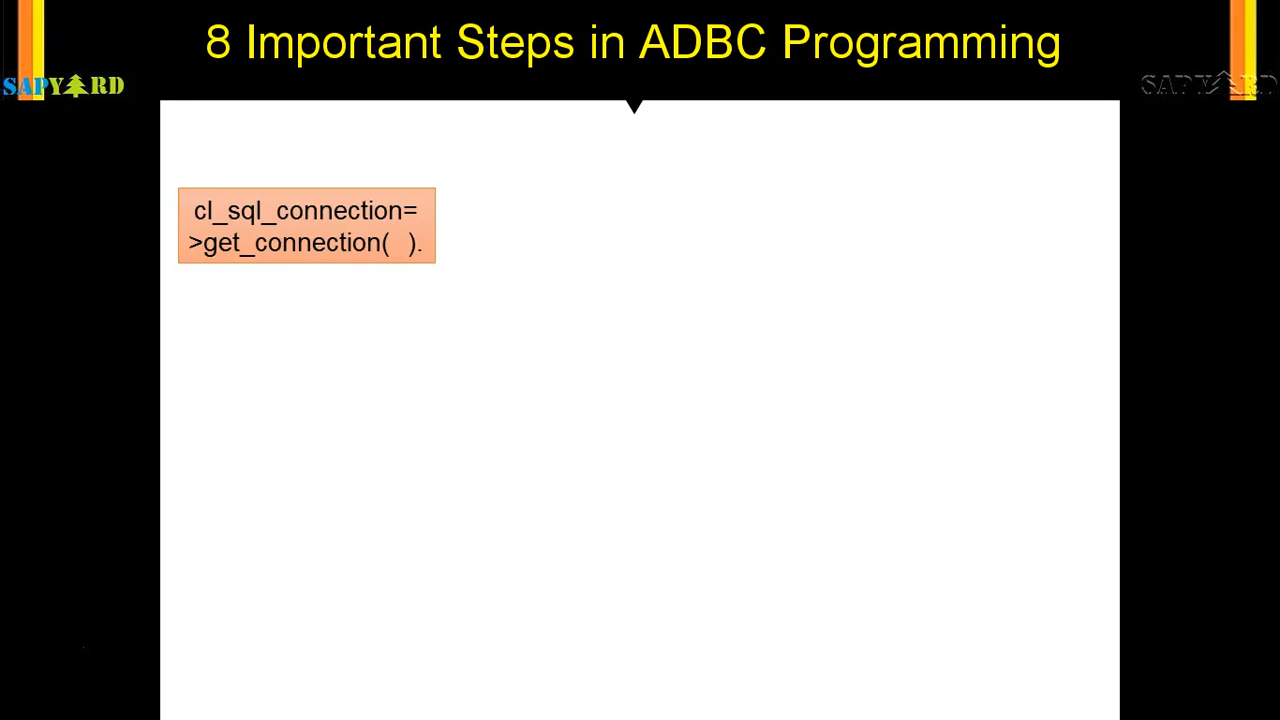 8 Important Steps in ADBC Programming
SAPYARD
SAPYARD
cl_sql_connection=
>get_connection(  ).